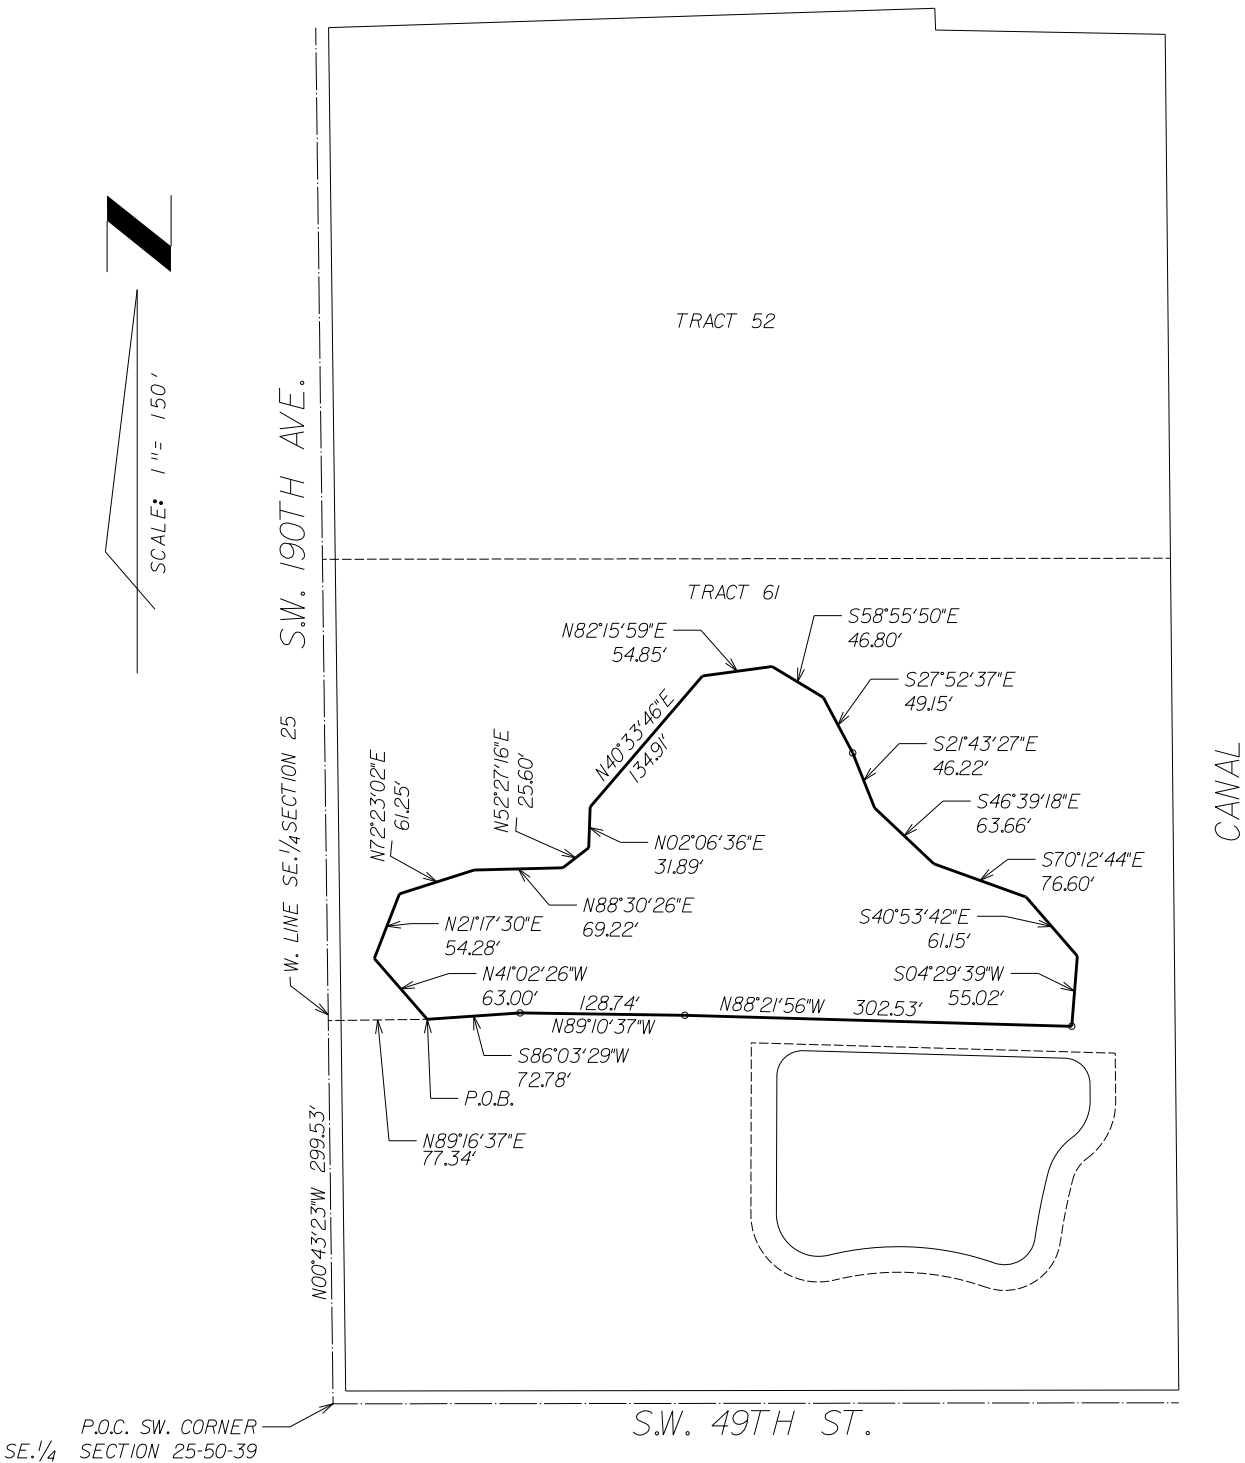 TRACT 52
SCALE: 1"= 150'
S.W. 190TH AVE.
TRACT 61
N82°15'59"E
54.85'
S58°55'50"E
46.80'
S27°52'37"E
49.15'
N40°33'46"E
134.91'
S21°43'27"E
46.22'
W. LINE SE.1/4 SECTION 25
N72°23'02"E
61.25'
N52°27'16"E
25.60'
CANAL
S46°39'18"E
63.66'
N02°06'36"E
31.89'
S70°12'44"E
76.60'
N88°30'26"E
69.22'
S40°53'42"E
61.15'
N21°17'30"E
54.28'
N41°02'26"W
63.00'
S04°29'39"W
55.02'
128.74'
N89°10'37"W
N88°21'56"W 302.53'
S86°03'29"W
72.78'
P.O.B.
N89°16'37"E
77.34'
N00°43'23"W 299.53'
P.O.C. SW. CORNER
SE.1/4 SECTION 25-50-39
S.W. 49TH ST.